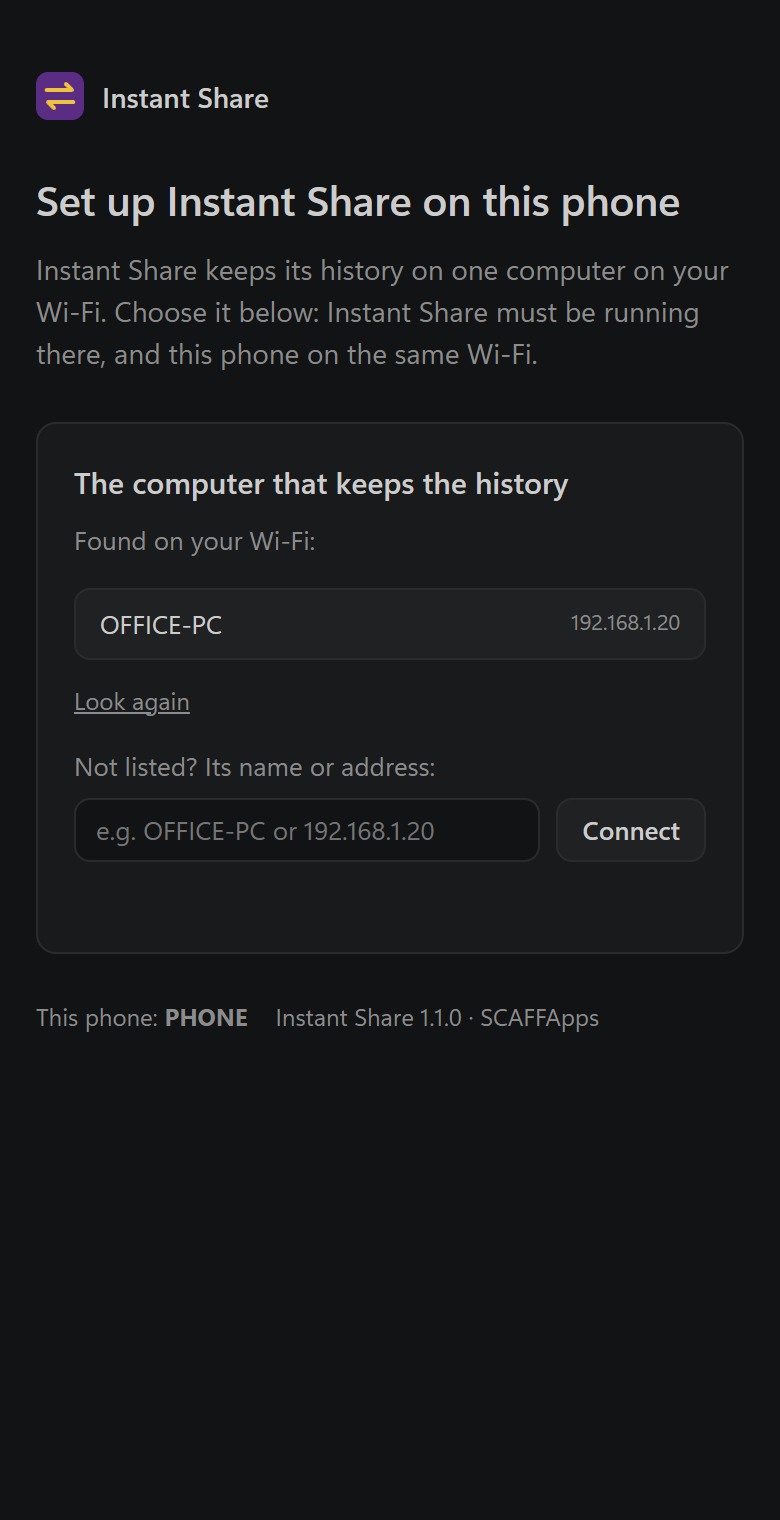 Instant Share
Set up Instant Share on this phone
Instant Share keeps its history on one computer on your
Wi-Fi. Choose it below: Instant Share must be running
there, and this phone on the same Wi-Fi.
The computer that keeps the history
Found on your Wi-Fi:
OFFICE-PC 192.168.1.20
Look again
Not listed? Its name or address:
e.g. OFFICE-PC or 192.168.1.20 Connect
This phone: PHONE Instant Share 1.1.0 · SCAFFApps